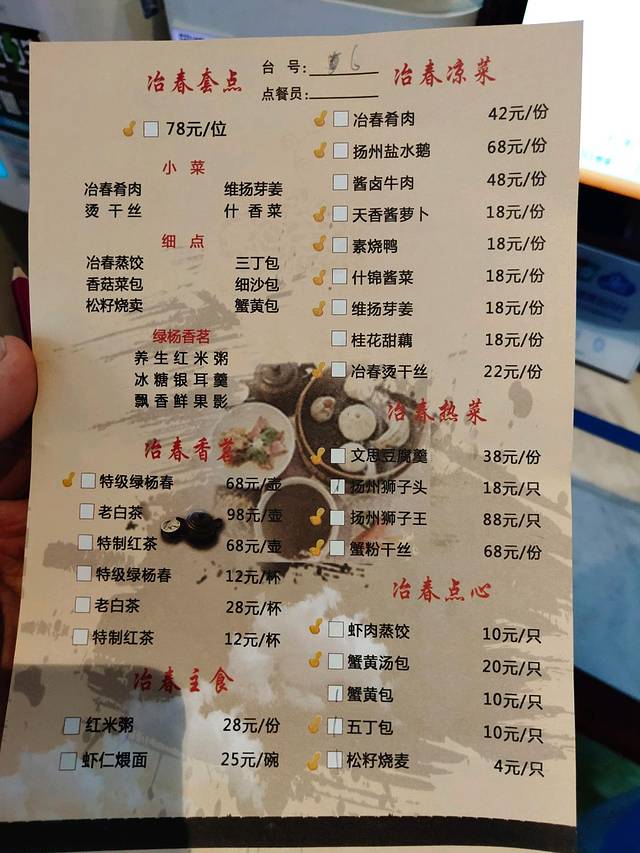 台 号:
6
点餐员:
冶春套点
78元/位
小 菜
冶春肴肉 维扬芽姜
烫 干 丝 什 香 菜
细 点
冶春蒸饺 三丁包
香菇菜包 细沙包
松籽烧卖 蟹黄包
绿杨香茗
养 生 红 米 粥
冰 糖 银 耳 羹
飘 香 鲜 果 影
冶春香茗
特级绿杨春 68元/壶
老白茶 98元/壶
特制红茶 68元/壶
特级绿杨春 12元/杯
老白茶 28元/杯
特制红茶 12元/杯
冶春主食
红米粥 28元/份
虾仁煨面 25元/碗
冶春凉菜
冶春肴肉 42元/份
扬州盐水鹅 68元/份
酱卤牛肉 48元/份
天香酱萝卜 18元/份
素烧鸭 18元/份
什锦酱菜 18元/份
维扬芽姜 18元/份
桂花甜藕 18元/份
冶春烫干丝 22元/份
冶春热菜
文思豆腐羹 38元/份
扬州狮子头 18元/只
扬州狮子王 88元/只
蟹粉干丝 68元/份
冶春点心
虾肉蒸饺 10元/只
蟹黄汤包 20元/只
蟹黄包 10元/只
五丁包 10元/只
松籽烧麦 4元/只